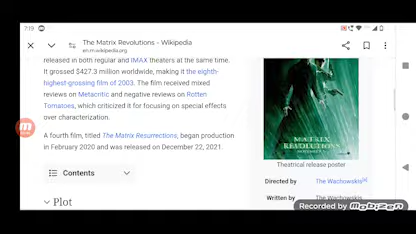 7:19
The Matrix Revolutions - Wikipedia
en.m.wikipedia.org
released in both regular and IMAX theaters at the same time.
It grossed $427.3 million worldwide, making it the eighth-
highest-grossing film of 2003. The film received mixed
reviews on Metacritic and negative reviews on Rotten
Tomatoes, which criticized it for focusing on special effects
over characterization.
A fourth film, titled The Matrix Resurrections, began production
in February 2020 and was released on December 22, 2021.
Contents
Plot
MATRIX
REVOLUTIONS
Theatrical release poster
Directed by The Wachowskis[a]
Written by The Wachowskis
Recorded by mobizen